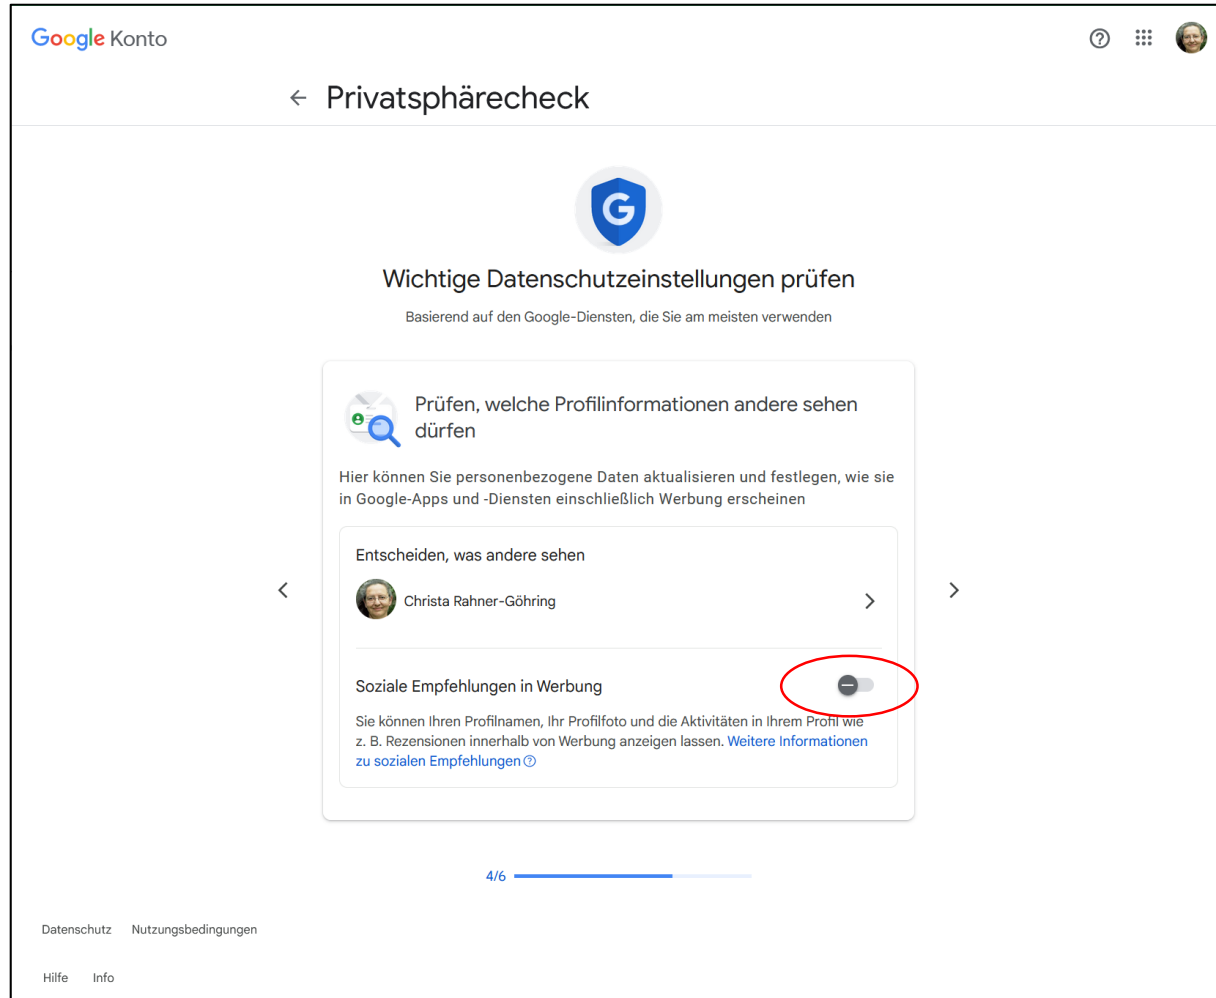 Google Konto
Privatsphärecheck
Wichtige Datenschutzeinstellungen prüfen
Basierend auf den Google-Diensten, die Sie am meisten verwenden
Prüfen, welche Profilinformationen andere sehen
dürfen
Hier können Sie personenbezogene Daten aktualisieren und festlegen, wie sie
in Google-Apps und -Diensten einschließlich Werbung erscheinen
Entscheiden, was andere sehen
Christa Rahner-Göhring
Soziale Empfehlungen in Werbung
Sie können Ihren Profilnamen, Ihr Profilfoto und die Aktivitäten in Ihrem Profil wie
z. B. Rezensionen innerhalb von Werbung anzeigen lassen. Weitere Informationen
zu sozialen Empfehlungen
4/6
Datenschutz Nutzungsbedingungen
Hilfe Info